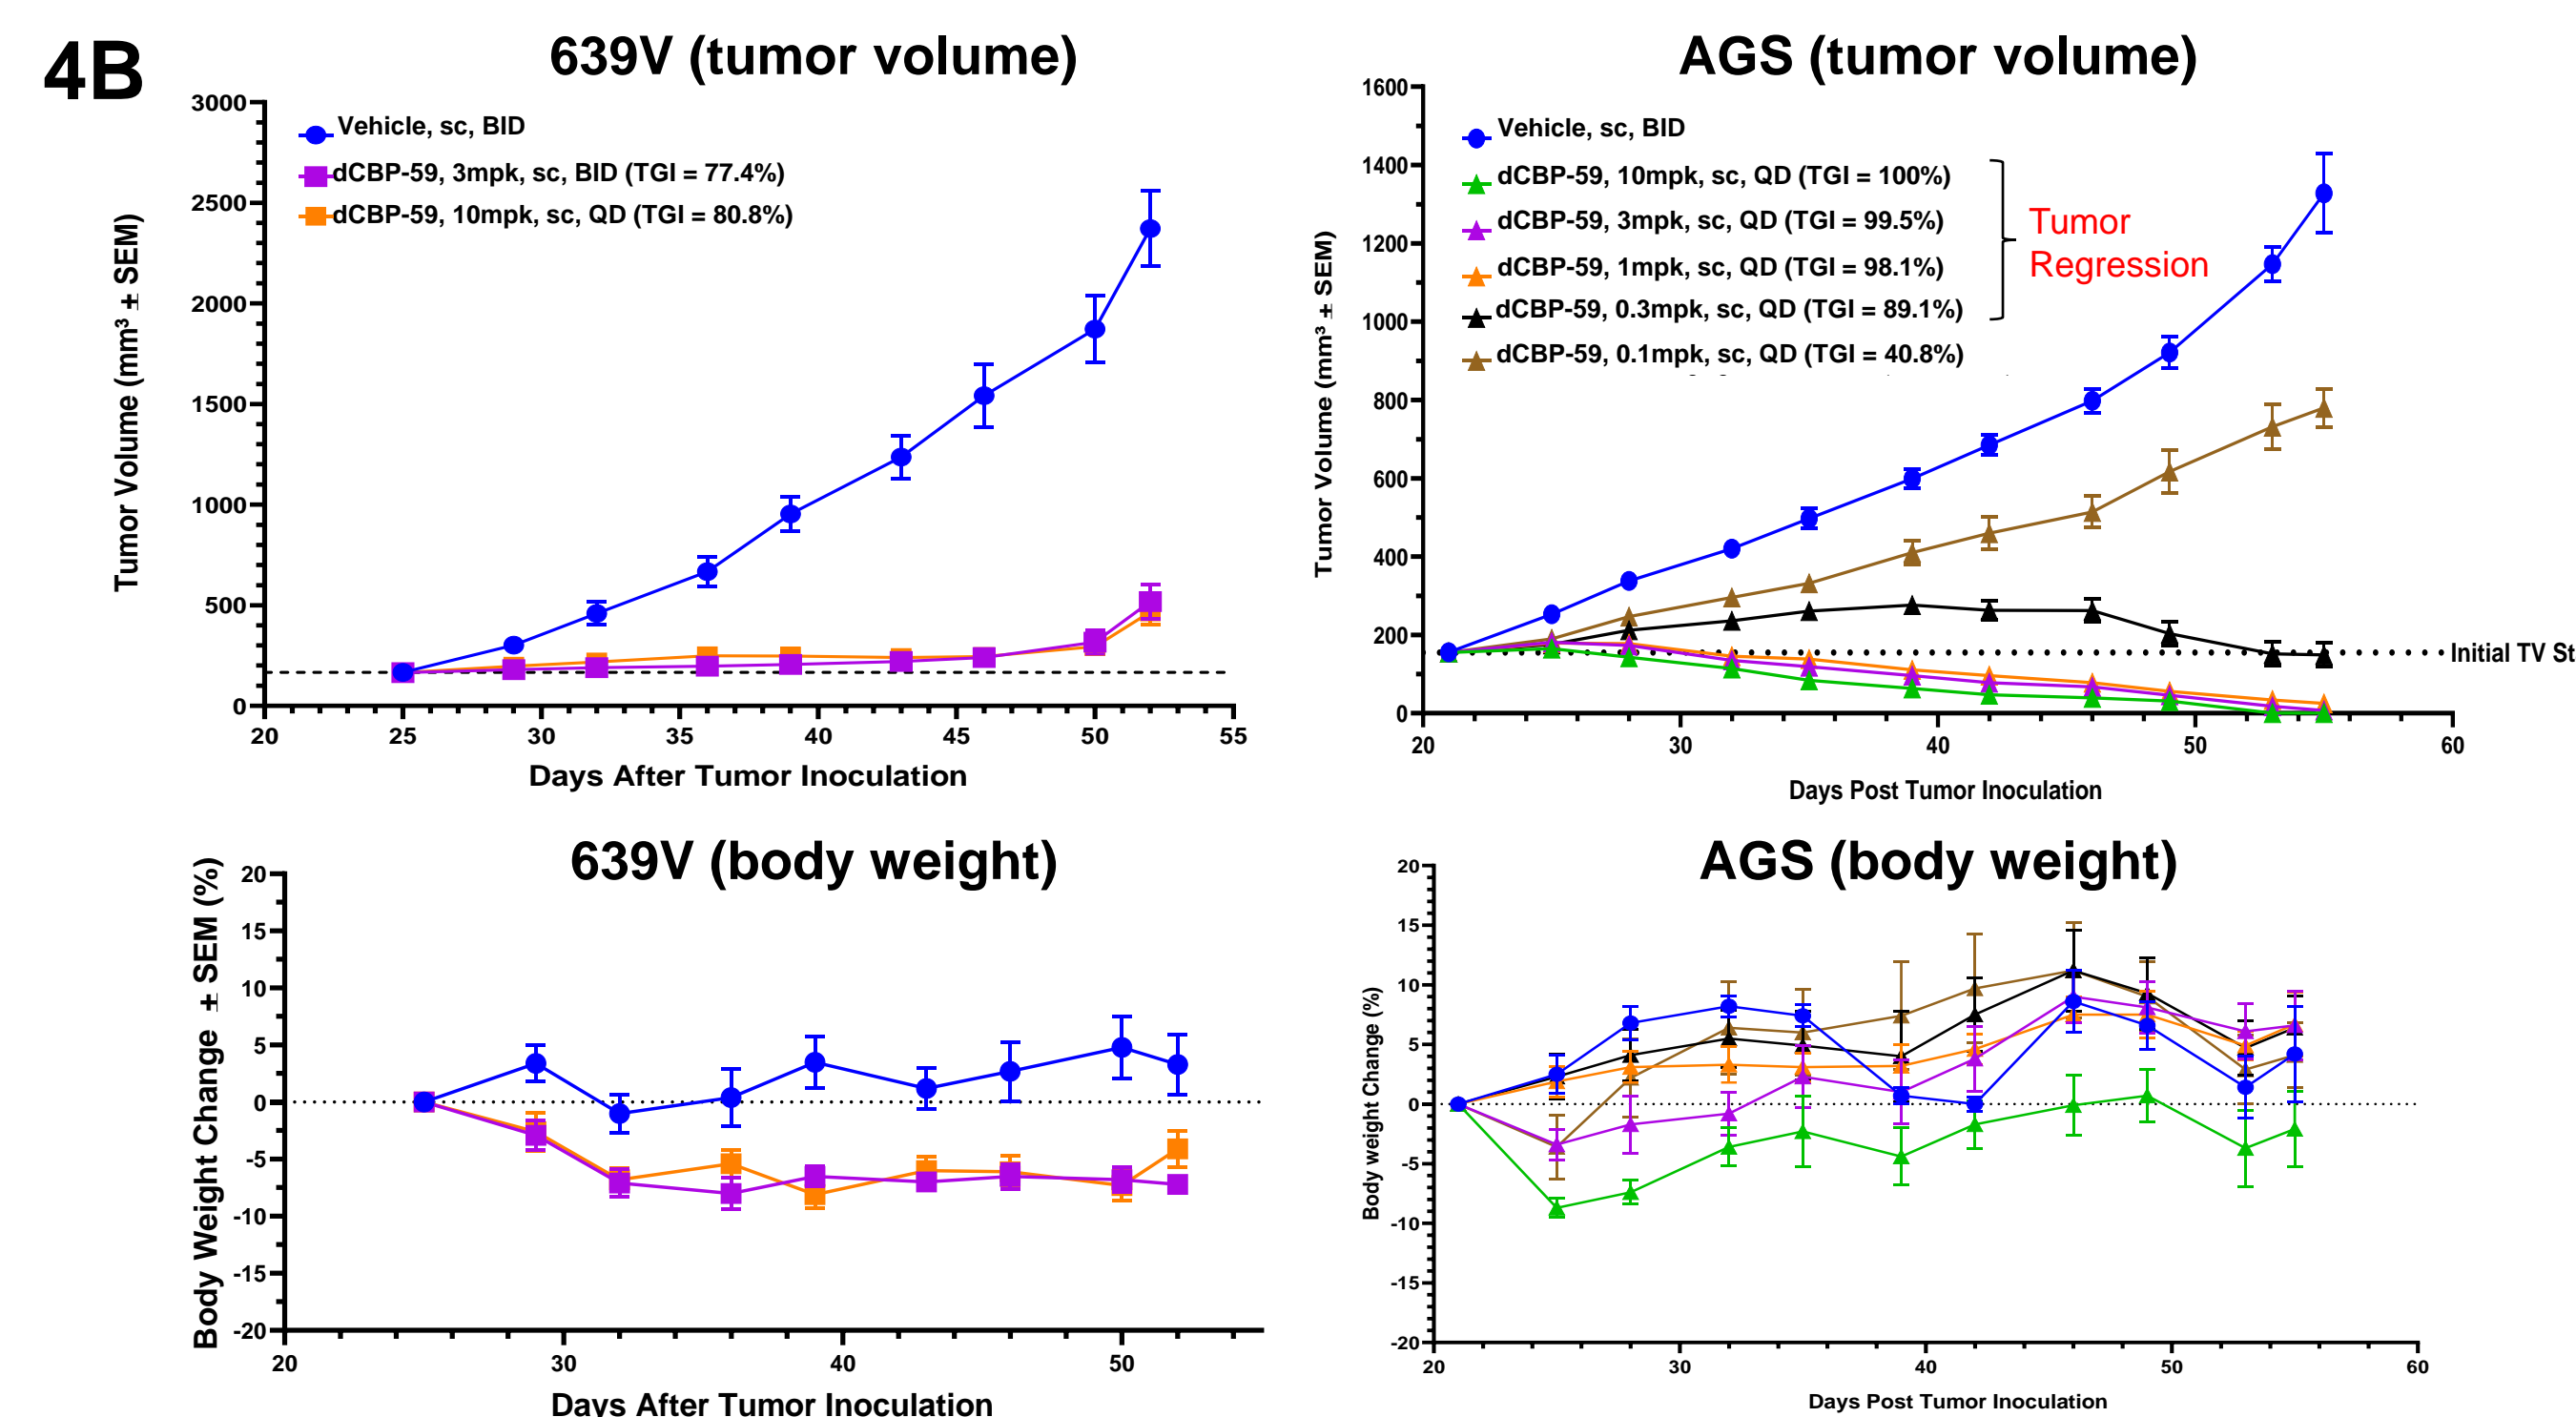 4B
639V (tumor volume)
3000
2500
2000
1500
1000
500
0
Tumor Volume (mm³ ± SEM)
Vehicle, sc, BID
dCBP-59, 3mpk, sc, BID (TGI = 77.4%)
dCBP-59, 10mpk, sc, QD (TGI = 80.8%)
20 25 30 35 40 45 50 55
Days After Tumor Inoculation
AGS (tumor volume)
1600
1400
1200
1000
800
600
400
200
0
Tumor Volume (mm³ ± SEM)
Vehicle, sc, BID
dCBP-59, 10mpk, sc, QD (TGI = 100%)
dCBP-59, 3mpk, sc, QD (TGI = 99.5%)
dCBP-59, 1mpk, sc, QD (TGI = 98.1%)
dCBP-59, 0.3mpk, sc, QD (TGI = 89.1%)
dCBP-59, 0.1mpk, sc, QD (TGI = 40.8%)
Tumor
Regression
Initial TV St
20 30 40 50 60
Days Post Tumor Inoculation
639V (body weight)
20
15
10
5
0
-5
-10
-15
-20
Body Weight Change ± SEM (%)
20 30 40 50
Days After Tumor Inoculation
AGS (body weight)
20
15
10
5
0
-5
-10
-15
-20
Body weight Change (%)
20 30 40 50 60
Days Post Tumor Inoculation